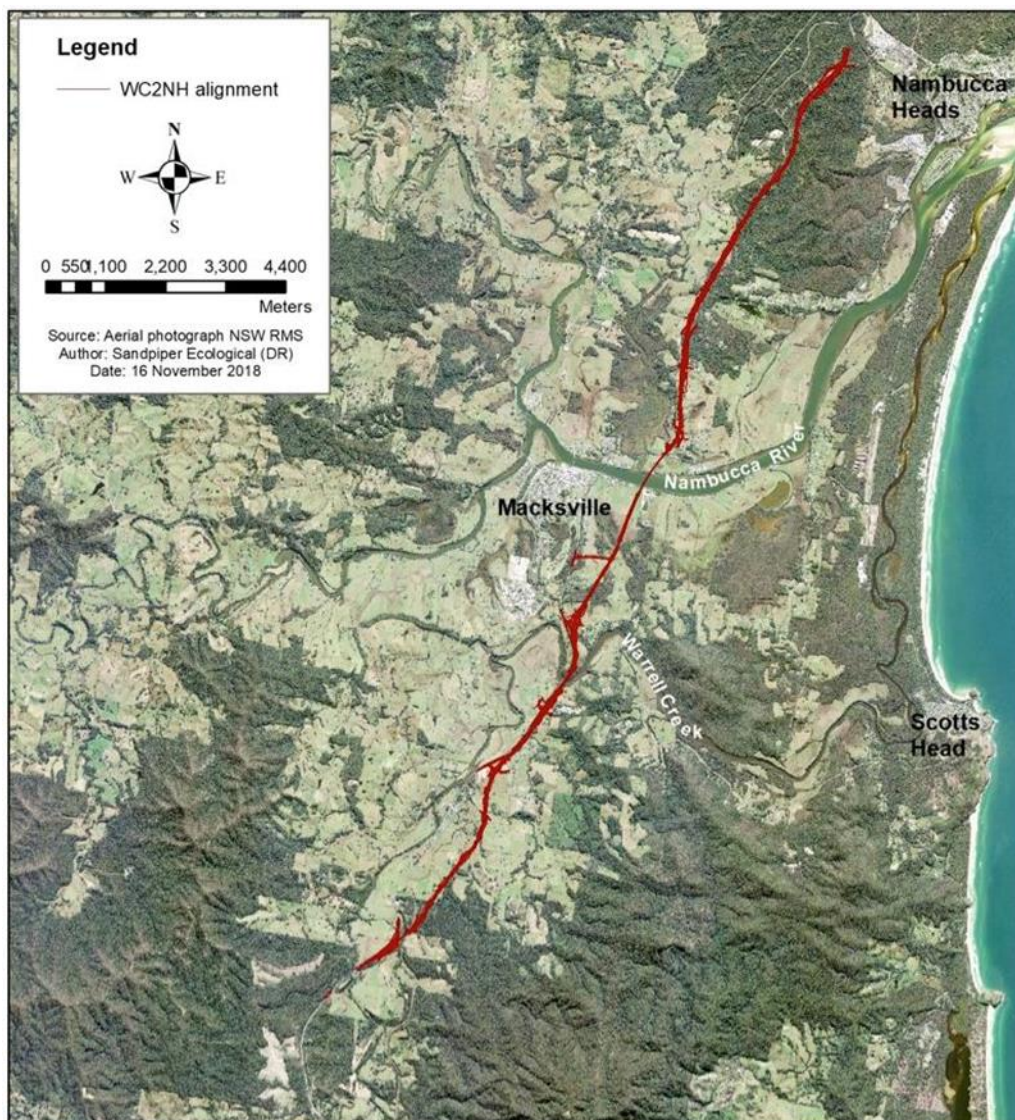 Legend
WC2NH alignment
N
W
E
S
0 550 1,100 2,200 3,300 4,400
Meters
Source: Aerial photograph NSW RMS
Author: Sandpiper Ecological (DR)
Date: 16 November 2018
Nambucca
Heads
Nambucca River
Macksville
Warrell Creek
Scotts
Head